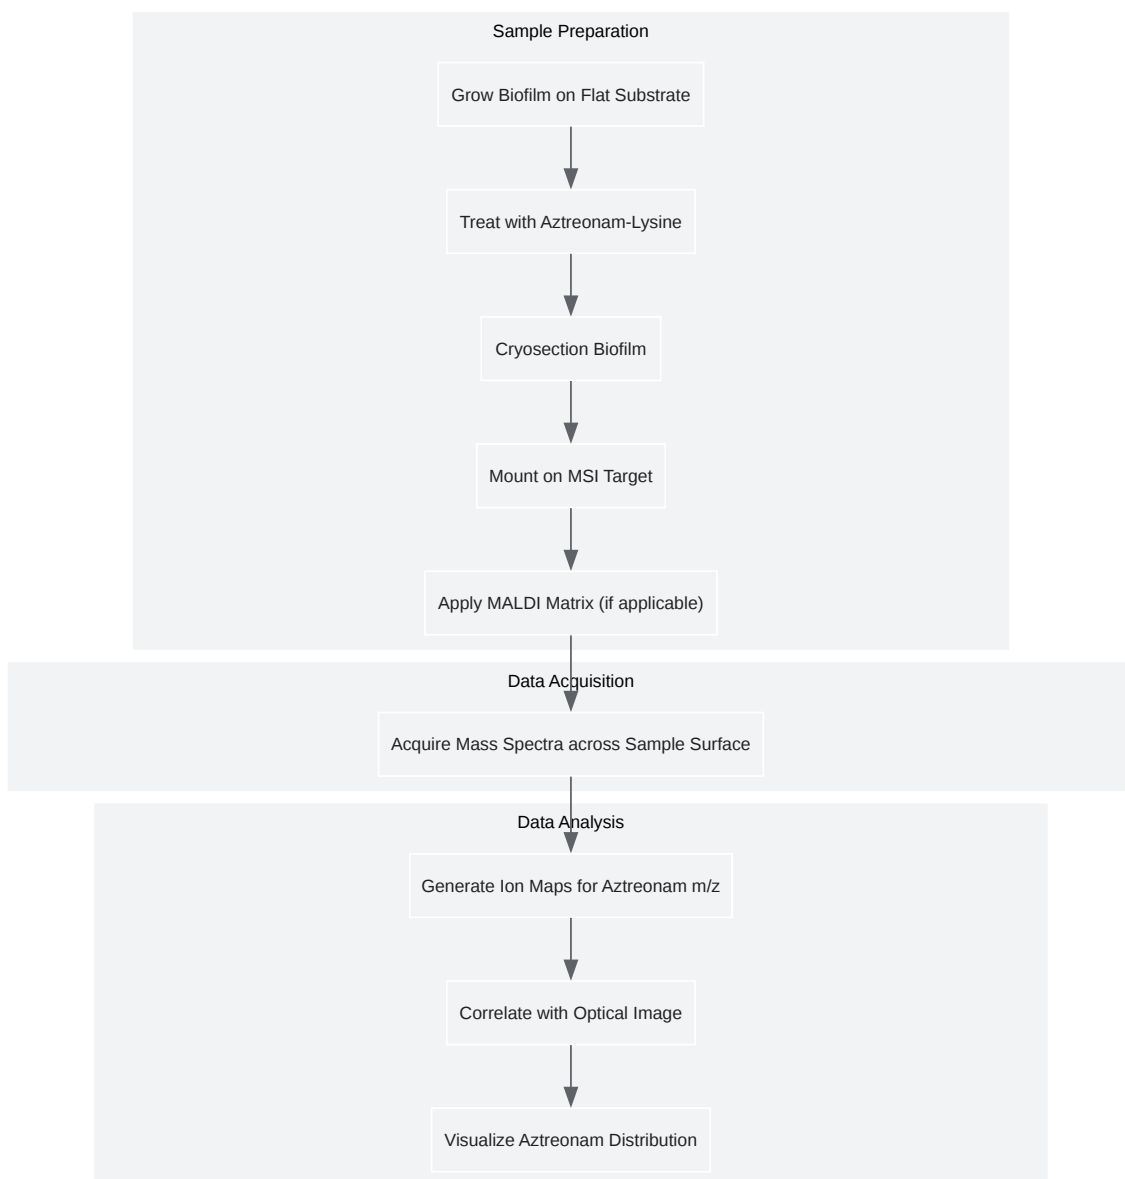 Sample Preparation
Grow Biofilm on Flat Substrate
Treat with Aztreonam-Lysine
Cryosection Biofilm
Mount on MSI Target
Apply MALDI Matrix (if applicable)
Data Acquisition
Acquire Mass Spectra across Sample Surface
Data Analysis
Generate Ion Maps for Aztreonam m/z
Correlate with Optical Image
Visualize Aztreonam Distribution